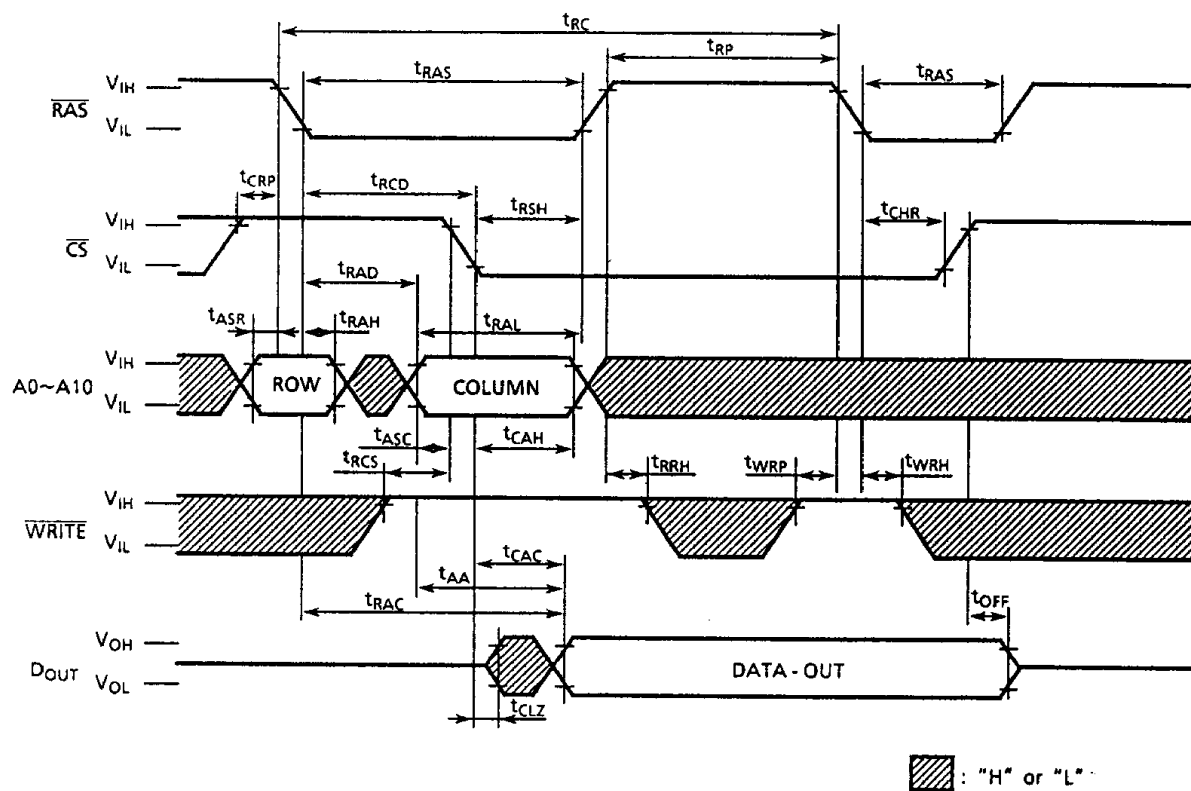 tRC
tRP
tRAS
tRAS
VIH
RAS
VIL
tCRP
tRCD
tRSH
tCHR
VIH
CS
VIL
tRAD
tASR
tRAH
tRAL
VIH
A0~A10
ROW
COLUMN
VIL
tASC
tCAH
tRCS
tRRH
tWRP
tWRH
VIH
WRITE
VIL
tCAC
tAA
tRAC
tOFF
VOH
DOUT
DATA - OUT
VOL
tCLZ
: "H" or "L"